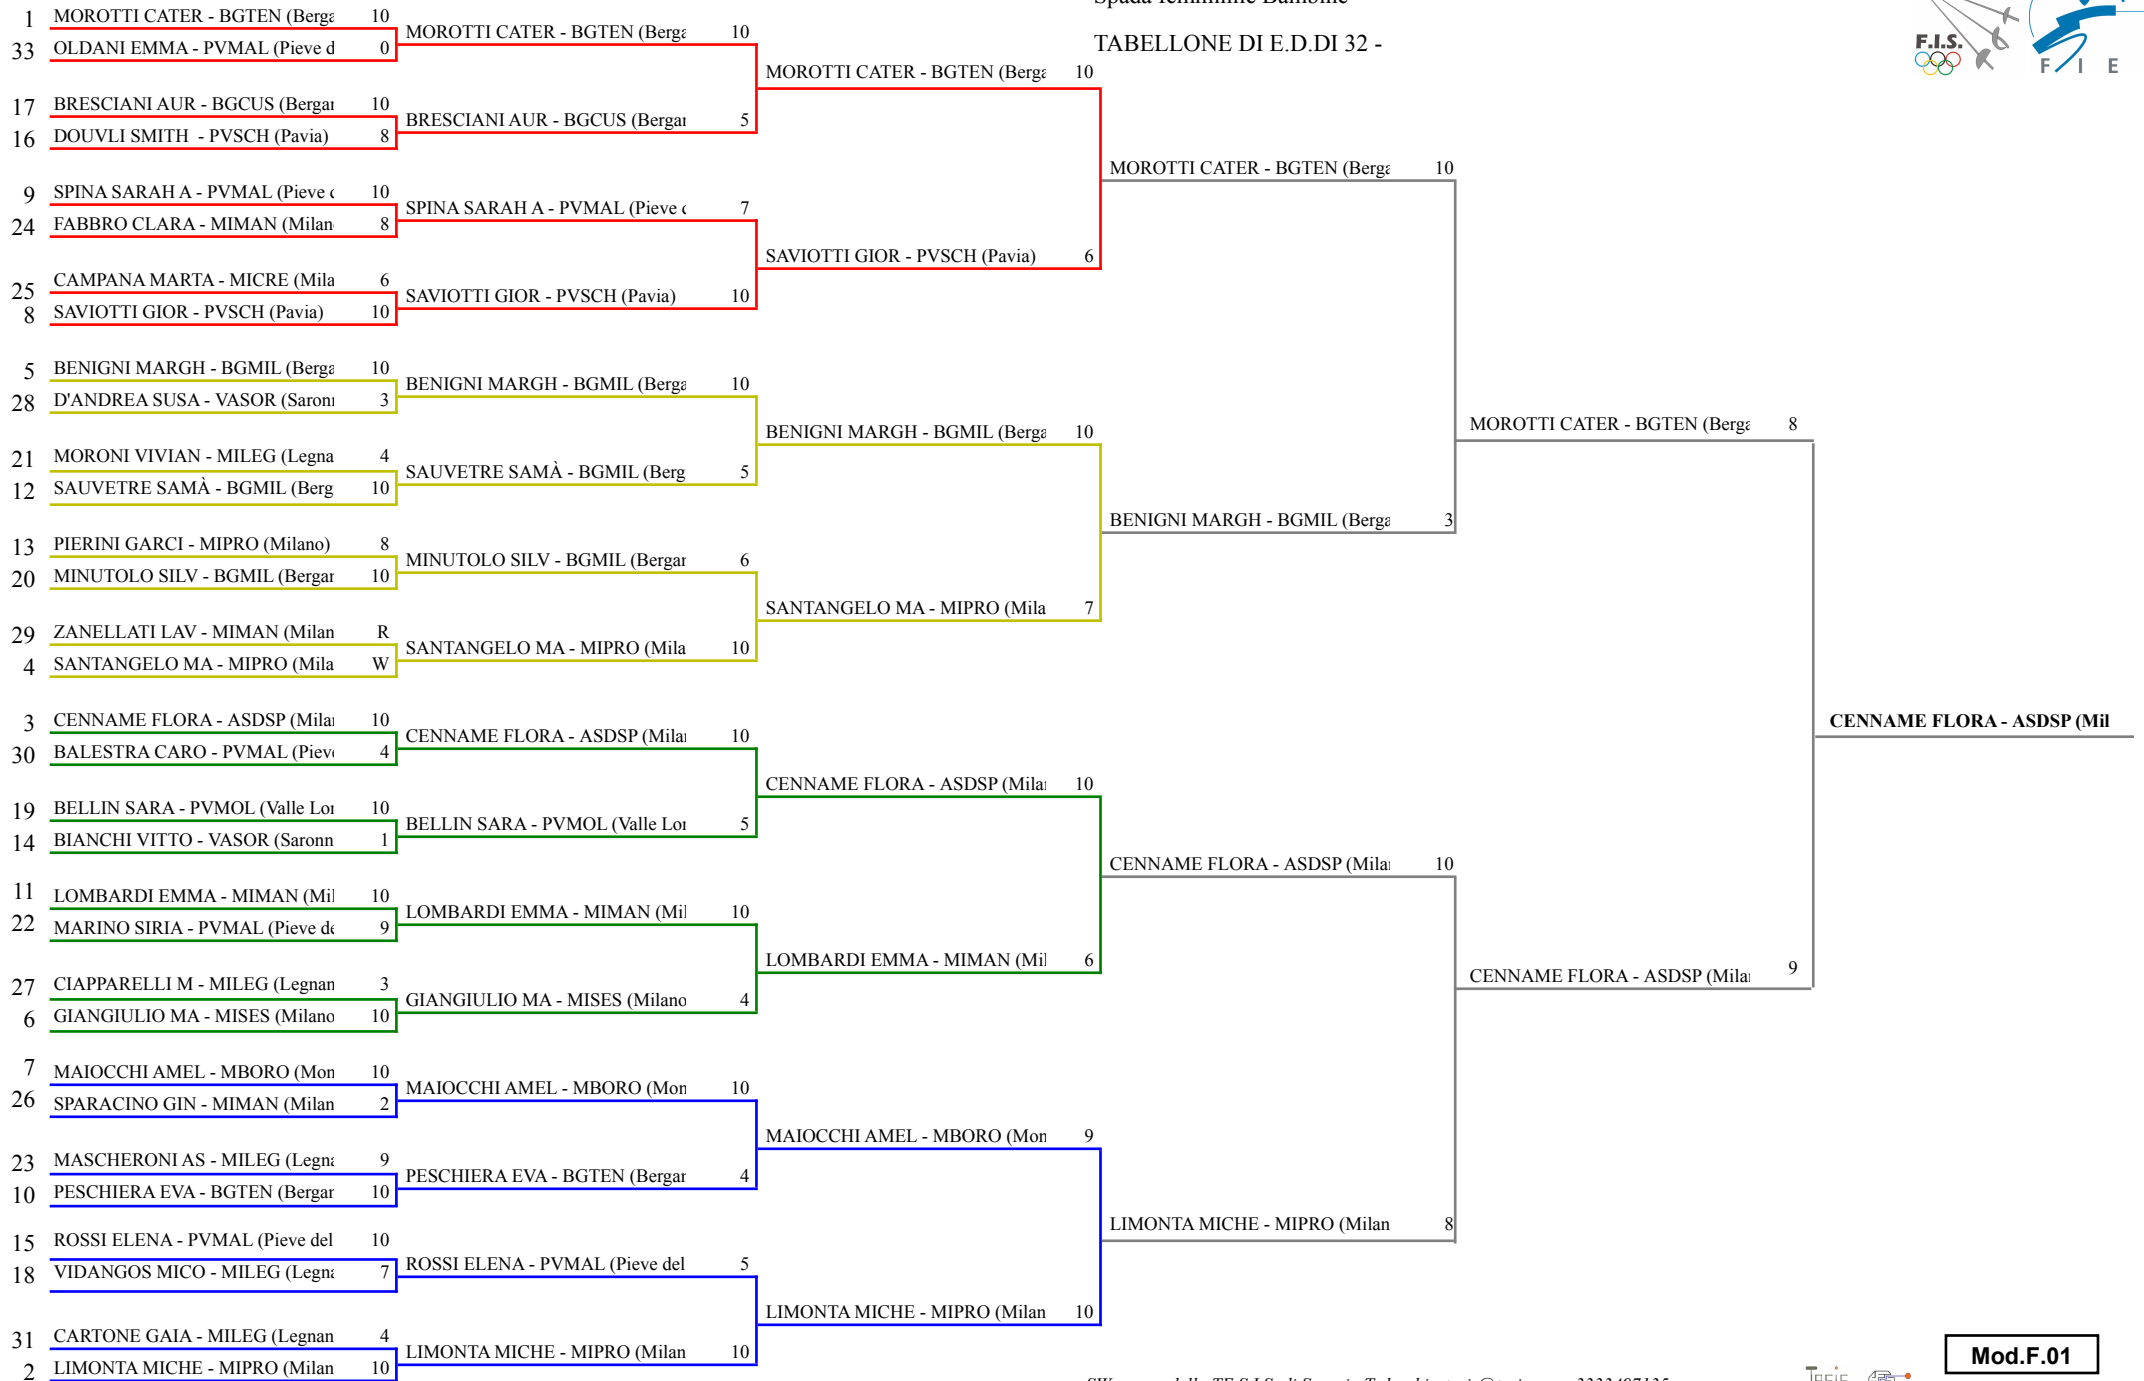 Spada femminile Bambine
TABELLONE DI E.D.DI 32 -
F.I.S.
F I E
1 MOROTTI CATER - BGTEN (Berga 10
33 OLDANI EMMA - PVMAL (Pieve d 0
17 BRESCIANI AUR - BGCUS (Bergar 10
16 DOUVLI SMITH - PVSCH (Pavia) 8
9 SPINA SARAH A - PVMAL (Pieve c 10
24 FABBRO CLARA - MIMAN (Milan 8
25 CAMPANA MARTA - MICRE (Mila 6
8 SAVIOTTI GIOR - PVSCH (Pavia) 10
5 BENIGNI MARGH - BGMIL (Berga 10
28 D'ANDREA SUSA - VASOR (Saron 3
21 MORONI VIVIAN - MILEG (Legna 4
12 SAUVETRE SAMÀ - BGMIL (Berg 10
13 PIERINI GARCI - MIPRO (Milano) 8
20 MINUTOLO SILV - BGMIL (Bergar 10
29 ZANELLATI LAV - MIMAN (Milan R
4 SANTANGELO MA - MIPRO (Mila W
3 CENNAME FLORA - ASDSP (Mila 10
30 BALESTRA CARO - PVMAL (Piev 4
19 BELLIN SARA - PVMOL (Valle Lor 10
14 BIANCHI VITTO - VASOR (Saronn 1
11 LOMBARDI EMMA - MIMAN (Mil 10
22 MARINO SIRIA - PVMAL (Pieve de 9
27 CIAPPARELLI M - MILEG (Legnan 3
6 GIANGIULIO MA - MISES (Milano 10
7 MAIOCCHI AMEL - MBORO (Mon 10
26 SPARACINO GIN - MIMAN (Milan 2
23 MASCHERONI AS - MILEG (Legna 9
10 PESCHIERA EVA - BGTEN (Bergar 10
15 ROSSI ELENA - PVMAL (Pieve del 10
18 VIDANGOS MICO - MILEG (Legna 7
31 CARTONE GAIA - MILEG (Legnan 4
2 LIMONTA MICHE - MIPRO (Milan 10
MOROTTI CATER - BGTEN (Berga 10
BRESCIANI AUR - BGCUS (Bergar 5
SPINA SARAH A - PVMAL (Pieve c 7
SAVIOTTI GIOR - PVSCH (Pavia) 10
BENIGNI MARGH - BGMIL (Berga 10
SAUVETRE SAMÀ - BGMIL (Berg 5
MINUTOLO SILV - BGMIL (Bergar 6
SANTANGELO MA - MIPRO (Mila 10
CENNAME FLORA - ASDSP (Mila 10
BELLIN SARA - PVMOL (Valle Lor 5
LOMBARDI EMMA - MIMAN (Mil 10
GIANGIULIO MA - MISES (Milano 4
MAIOCCHI AMEL - MBORO (Mon 10
PESCHIERA EVA - BGTEN (Bergar 4
ROSSI ELENA - PVMAL (Pieve del 5
LIMONTA MICHE - MIPRO (Milan 10
MOROTTI CATER - BGTEN (Berga 10
SAVIOTTI GIOR - PVSCH (Pavia) 6
BENIGNI MARGH - BGMIL (Berga 10
SANTANGELO MA - MIPRO (Mila 7
CENNAME FLORA - ASDSP (Mila 10
LOMBARDI EMMA - MIMAN (Mil 6
MAIOCCHI AMEL - MBORO (Mon 9
LIMONTA MICHE - MIPRO (Milan 10
MOROTTI CATER - BGTEN (Berga 10
BENIGNI MARGH - BGMIL (Berga 3
CENNAME FLORA - ASDSP (Mila 10
LIMONTA MICHE - MIPRO (Milan 8
MOROTTI CATER - BGTEN (Berga 8
CENNAME FLORA - ASDSP (Mila 9
CENNAME FLORA - ASDSP (Mil
Mod.F.01